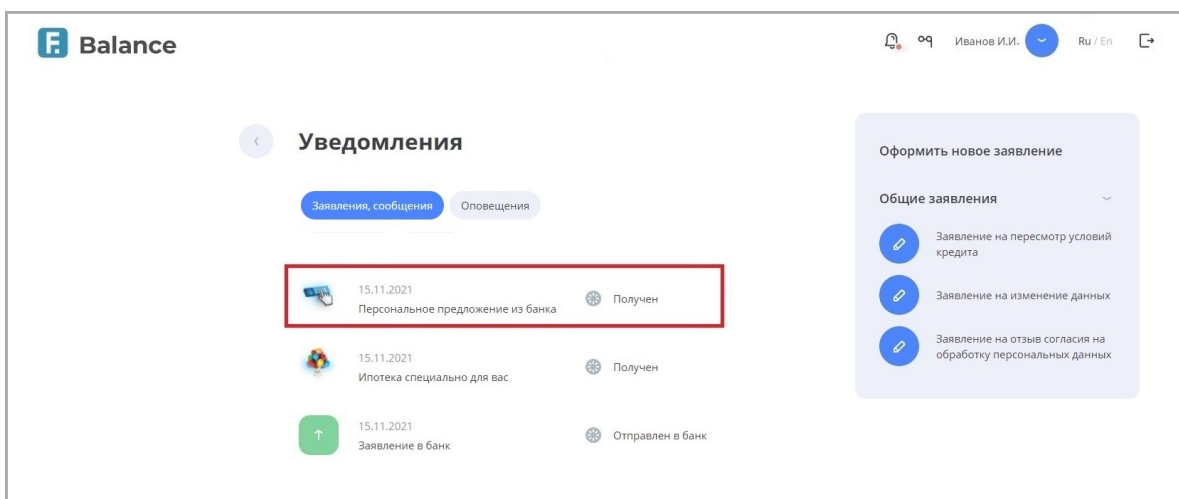 F. Balance
Иванов И.И.
Ru / En
Уведомления
Заявления, сообщения
Оповещения
15.11.2021
Персональное предложение из банка
Получен
15.11.2021
Ипотека специально для вас
Получен
15.11.2021
Заявление в банк
Отправлен в банк
Оформить новое заявление
Общие заявления
Заявление на пересмотр условий
кредита
Заявление на изменение данных
Заявление на отзыв согласия на
обработку персональных данных